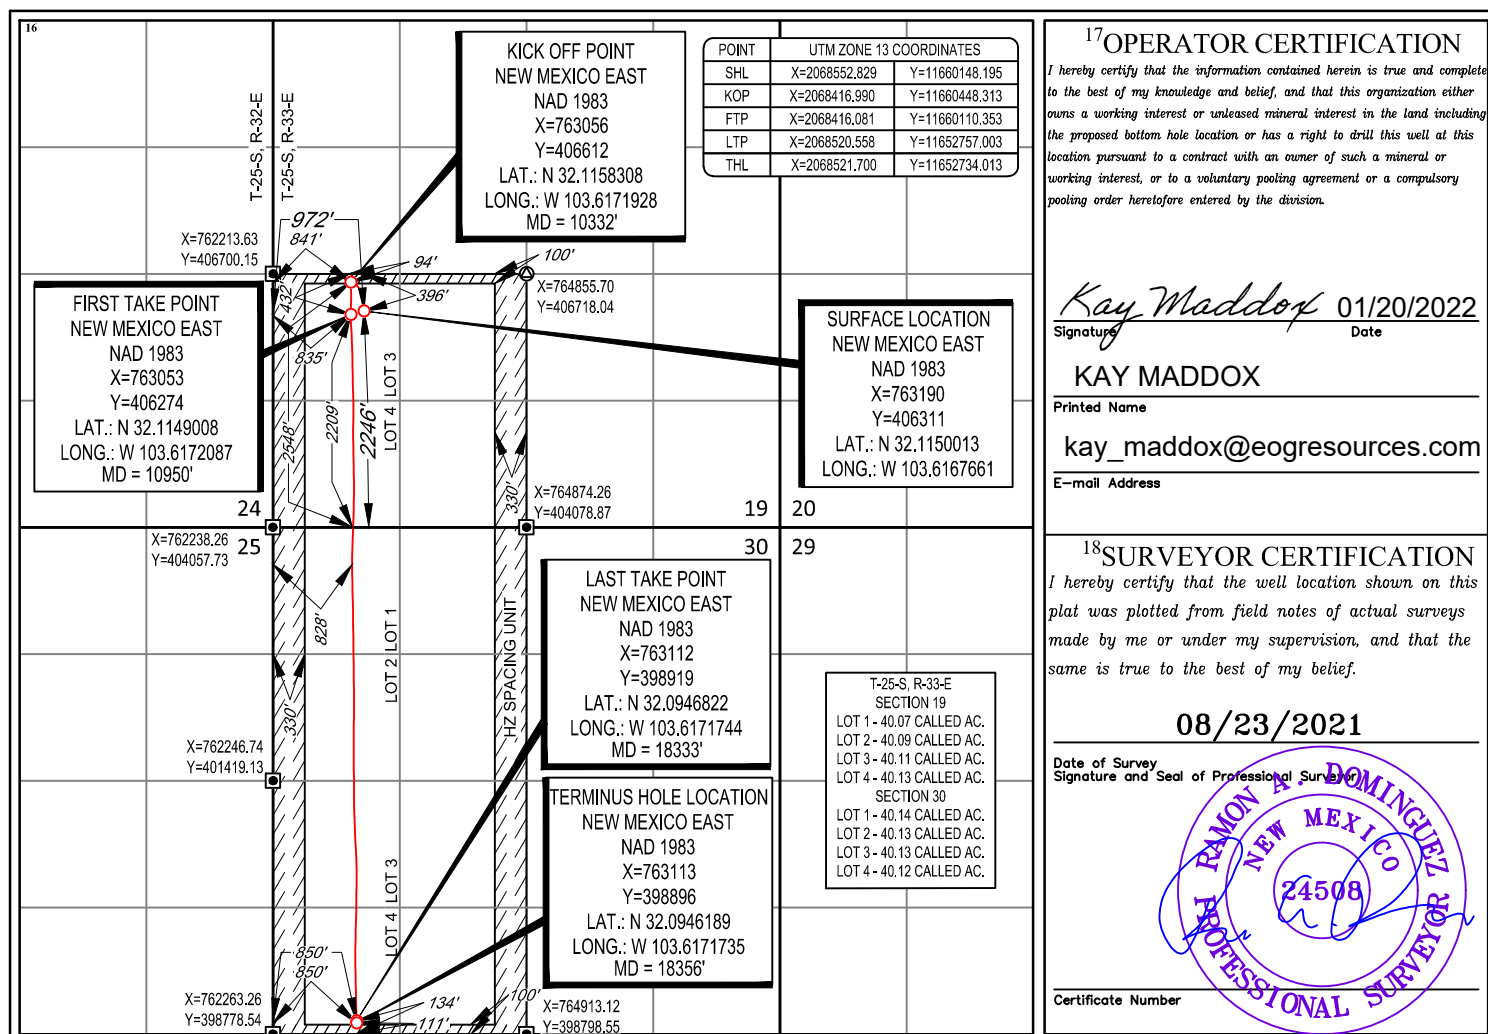 16
T-25-S, R-32-E
T-25-S, R-33-E
KICK OFF POINT
NEW MEXICO EAST
NAD 1983
X=763056
Y=406612
LAT.: N 32.1158308
LONG.: W 103.6171928
MD = 10332'
POINT UTM ZONE 13 COORDINATES
SHL X=2068552.829 Y=11660148.195
KOP X=2068416.990 Y=11660448.313
FTP X=2068416.081 Y=11660110.353
LTP X=2068520.558 Y=11652757.003
THL X=2068521.700 Y=11652734.013
X=762213.63
Y=406700.15
972'
841'
94'
100'
432'
396'
X=764855.70
Y=406718.04
FIRST TAKE POINT
NEW MEXICO EAST
NAD 1983
X=763053
Y=406274
LAT.: N 32.1149008
LONG.: W 103.6172087
MD = 10950'
835'
2548'
2209'
2246'
LOT 4 LOT 3
SURFACE LOCATION
NEW MEXICO EAST
NAD 1983
X=763190
Y=406311
LAT.: N 32.1150013
LONG.: W 103.6167661
330'
X=764874.26
Y=404078.87
24
19 20
X=762238.26
Y=404057.73
25
30 29
828'
330'
LOT 2 LOT 1
HZ SPACING UNIT
LAST TAKE POINT
NEW MEXICO EAST
NAD 1983
X=763112
Y=398919
LAT.: N 32.0946822
LONG.: W 103.6171744
MD = 18333'
X=762246.74
Y=401419.13
T-25-S, R-33-E
SECTION 19
LOT 1 - 40.07 CALLED AC.
LOT 2 - 40.09 CALLED AC.
LOT 3 - 40.11 CALLED AC.
LOT 4 - 40.13 CALLED AC.
SECTION 30
LOT 1 - 40.14 CALLED AC.
LOT 2 - 40.13 CALLED AC.
LOT 3 - 40.13 CALLED AC.
LOT 4 - 40.12 CALLED AC.
TERMINUS HOLE LOCATION
NEW MEXICO EAST
NAD 1983
X=763113
Y=398896
LAT.: N 32.0946189
LONG.: W 103.6171735
MD = 18356'
LOT 4 LOT 3
850'
850'
134'
111'
100'
X=762263.26
Y=398778.54
X=764913.12
Y=398798.55
17 OPERATOR CERTIFICATION
I hereby certify that the information contained herein is true and complete
to the best of my knowledge and belief, and that this organization either
owns a working interest or unleased mineral interest in the land including
the proposed bottom hole location or has a right to drill this well at this
location pursuant to a contract with an owner of such a mineral or
working interest, or to a voluntary pooling agreement or a compulsory
pooling order heretofore entered by the division.
Kay Maddox 01/20/2022
Signature Date
KAY MADDOX
Printed Name
kay_maddox@eogresources.com
E-mail Address
18 SURVEYOR CERTIFICATION
I hereby certify that the well location shown on this
plat was plotted from field notes of actual surveys
made by me or under my supervision, and that the
same is true to the best of my belief.
08/23/2021
Date of Survey
Signature and Seal of Professional Surveyor:
RAMON A. DOMINGUEZ
NEW MEXICO
24508
PROFESSIONAL SURVEYOR
Certificate Number